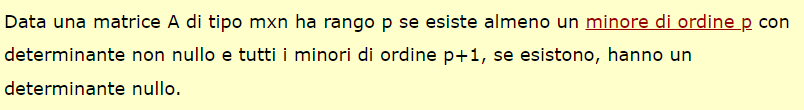 Data una matrice A di tipo mxn ha rango p se esiste almeno un minore di ordine p con
determinante non nullo e tutti i minori di ordine p+1, se esistono, hanno un
determinante nullo.